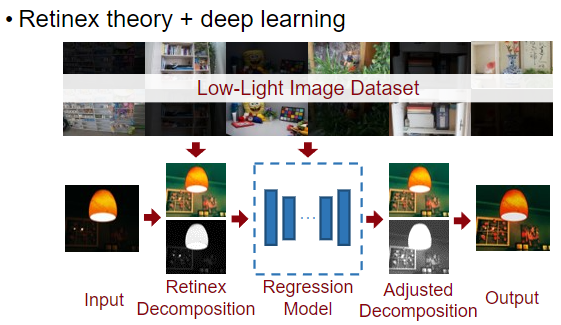 • Retinex theory + deep learning
Low-Light Image Dataset
Input
Retinex
Decomposition
Regression
Model
Adjusted
Decomposition
Output